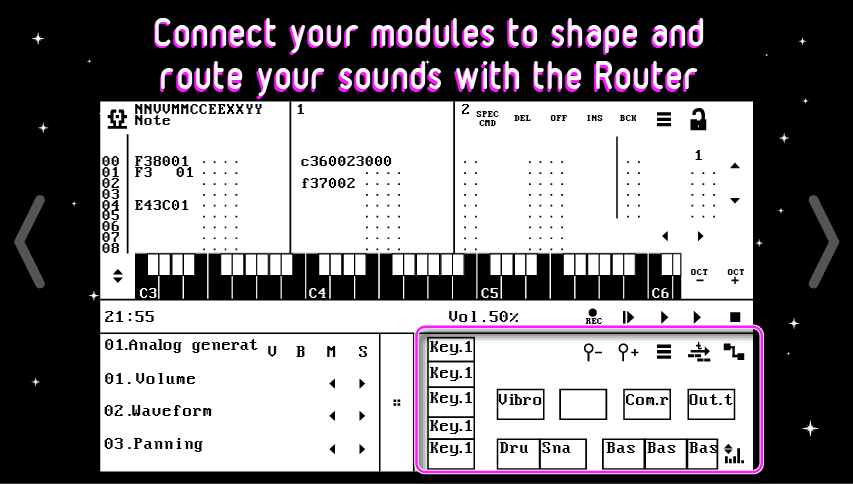 Connect your modules to shape and
route your sounds with the Router
NNVVMMCCEEXXYY 1 2 SPEC CMD DEL OFF INS BCK
Note
1
00 F38001 c360023000
01 F3 01
02 f37002
03
04 E43C01
05
06
07
08
C3 C4 C5 C6 OCT - OCT +
21:55 Vol.50% REC
01.Analog generat V B M S
01.Volume
02.Waveform
03.Panning
Key.1
Key.1
Key.1 Vibro Com.r Out.t
Key.1
Key.1 Dru Sna Bas Bas Bas